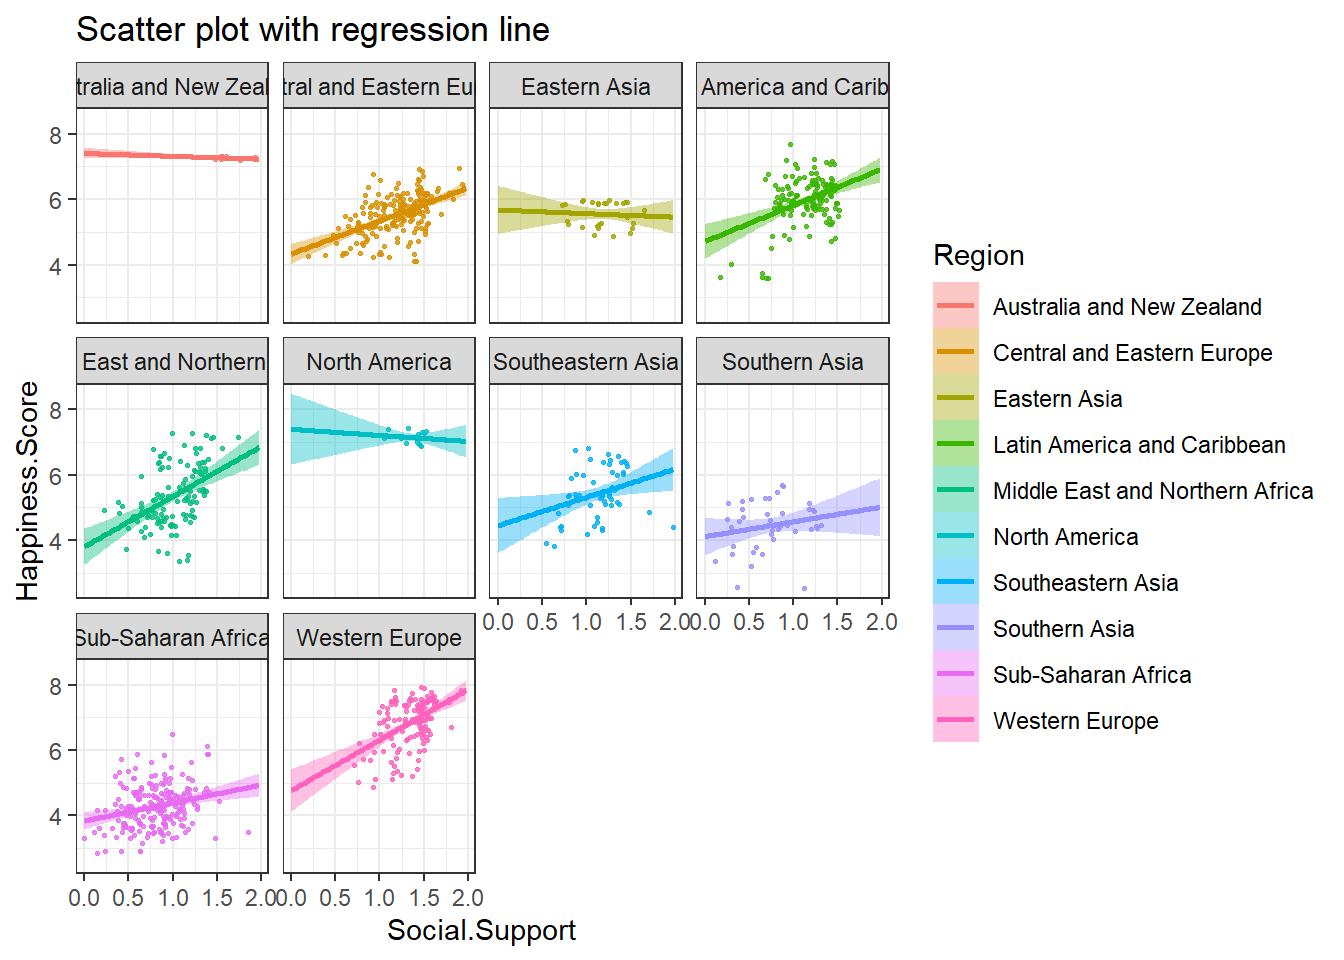 Scatter plot with regression line
tralia and New Zeal
tral and Eastern Eu
Eastern Asia
America and Carib
8
6
4
East and Northern
North America
Southeastern Asia
Southern Asia
8
6
4
0.0 0.5 1.0 1.5 2.0
0.0 0.5 1.0 1.5 2.0
Sub-Saharan Africa
Western Europe
8
6
4
0.0 0.5 1.0 1.5 2.0
0.0 0.5 1.0 1.5 2.0
Happiness.Score
Social.Support
Region
Australia and New Zealand
Central and Eastern Europe
Eastern Asia
Latin America and Caribbean
Middle East and Northern Africa
North America
Southeastern Asia
Southern Asia
Sub-Saharan Africa
Western Europe